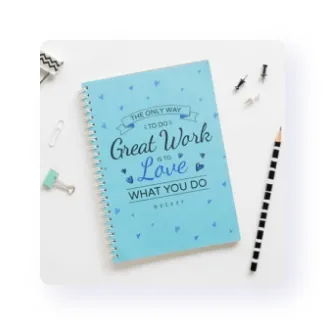 THE ONLY WAY
TO DO
Great Work
IS TO
Love
WHAT YOU DO